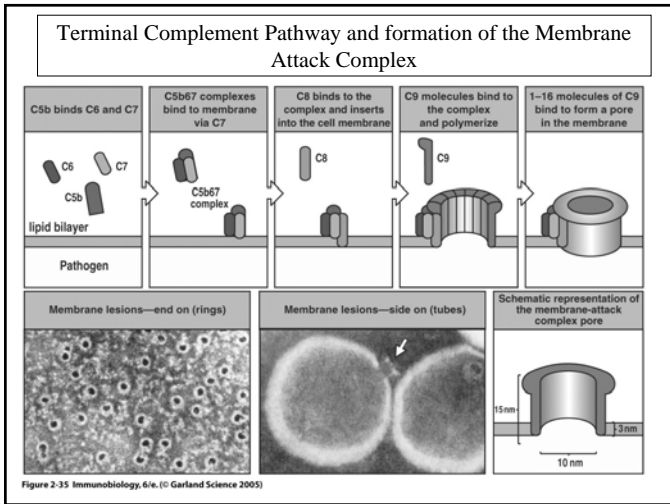 Terminal Complement Pathway and formation of the Membrane
Attack Complex
C5b binds C6 and C7
C5b67 complexes
bind to membrane
via C7
C8 binds to the
complex and inserts
into the cell membrane
C9 molecules bind to
the complex
and polymerize
1–16 molecules of C9
bind to form a pore
in the membrane
C6
C7
C5b
lipid bilayer
Pathogen
C5b67
complex
C8
C9
Membrane lesions—end on (rings)
Membrane lesions—side on (tubes)
Schematic representation of
the membrane-attack
complex pore
15 nm
3 nm
10 nm
Figure 2-35 Immunobiology, 6/e. (© Garland Science 2005)